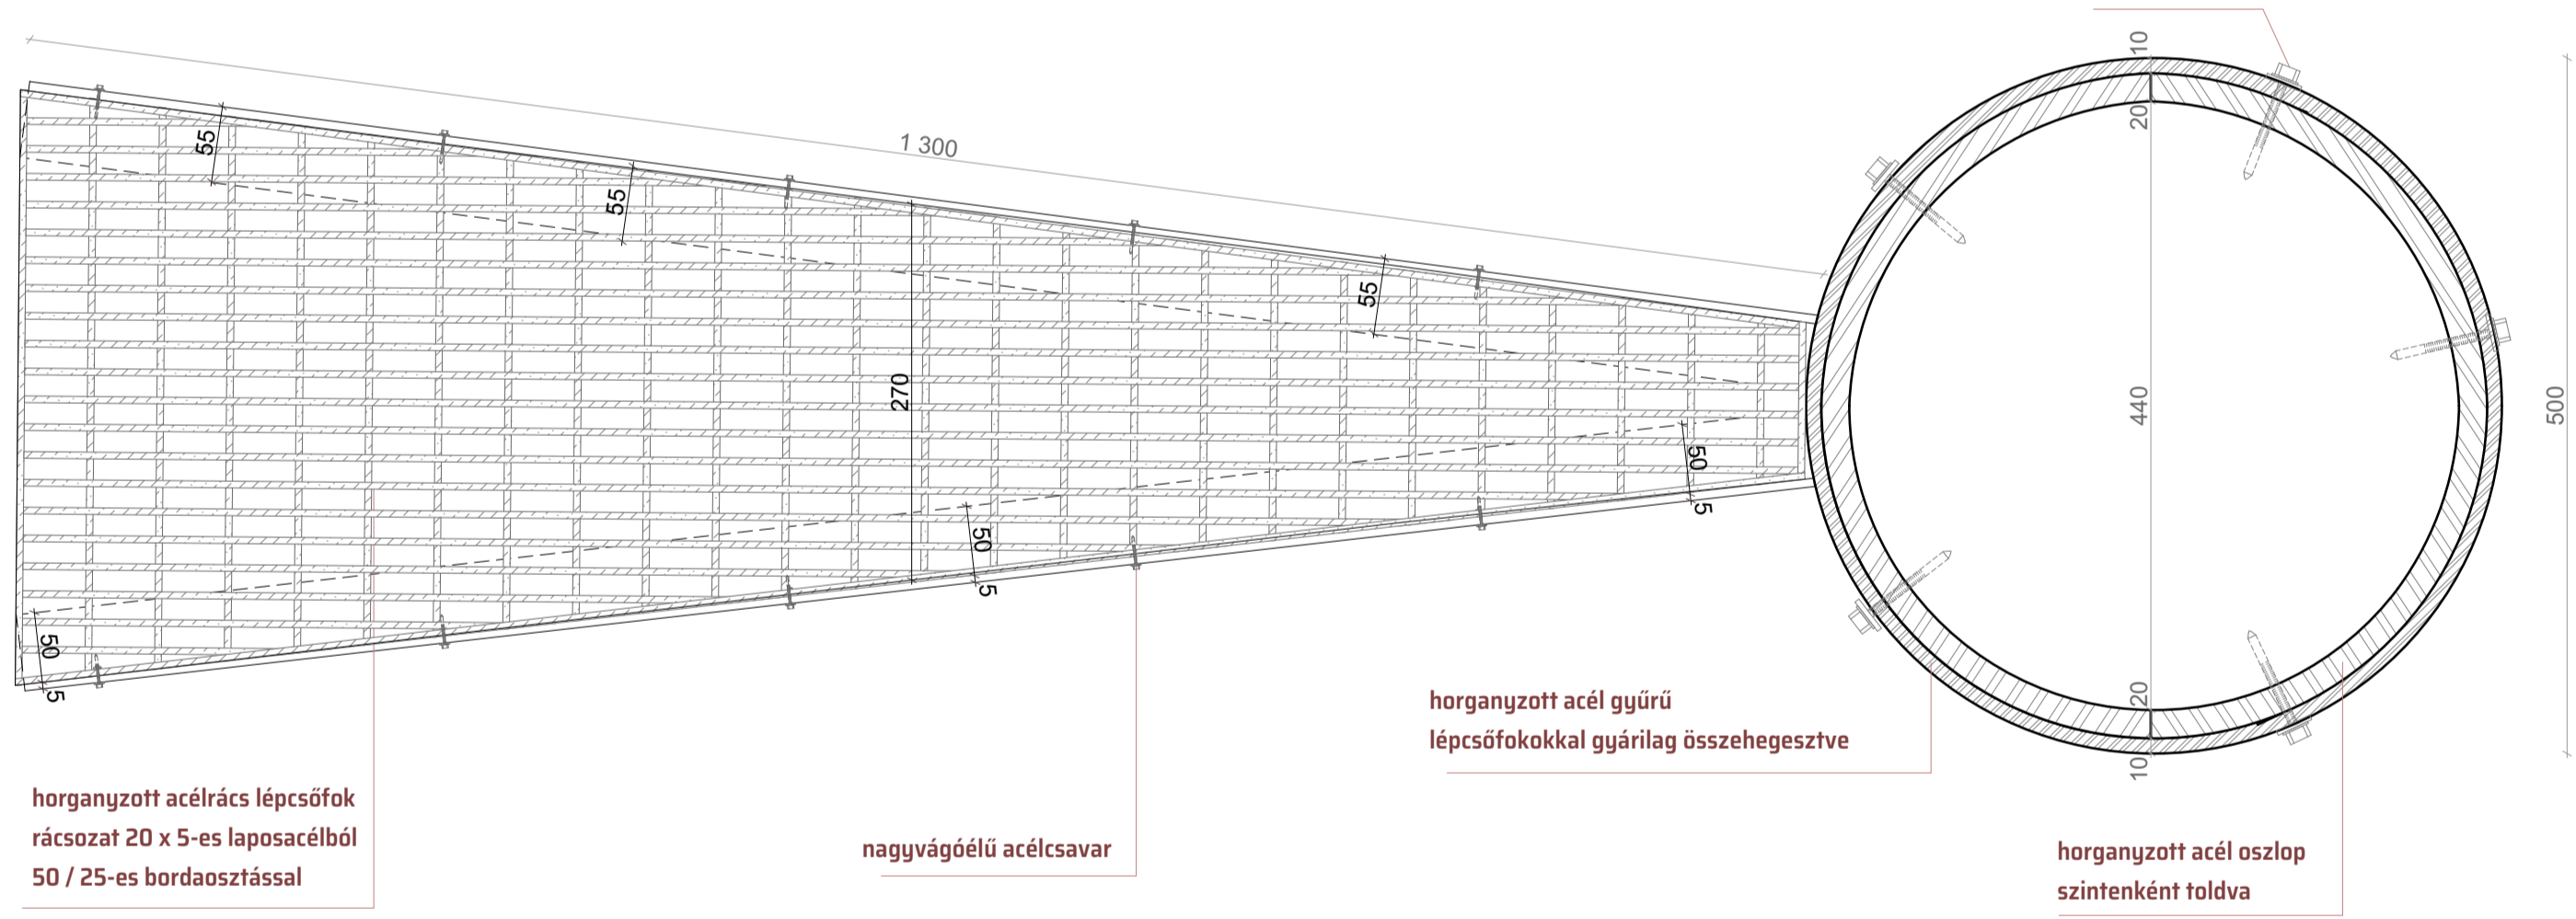 10
1 300
55
20
55
55
270
440
500
50
50
5
5
50
5
20
10
horganyzott acél gyűrű
lépcsőfokokkal gyárilag összehegesztve
horganyzott acélrács lépcsőfok
rácsozat 20 x 5-es laposacélból
50 / 25-es bordaosztással
nagyvágóélű acélcsavar
horganyzott acél oszlop
szintenként toldva